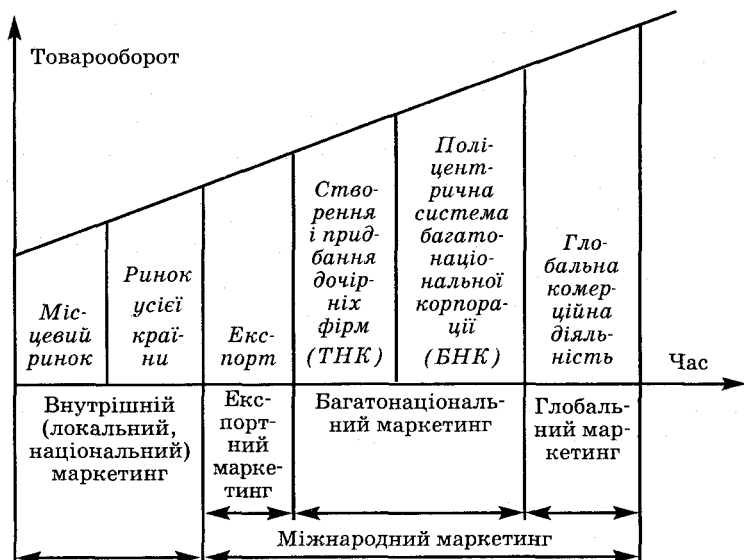 Товарооборот
Міс-
цевий
ринок
Ринок
усієї
краї-
ни
Екс-
порт
Ство-
рення
і прид-
бання
дочір-
ніх
фірм
(ТНК)
Полі-
цент-
рична
система
багато-
націо-
нальної
корпора-
ції
(БНК)
Гло-
бальна
комер-
ційна
діяль-
ність
Час
Внутрішній
(локальний,
національний)
маркетинг
Екс-
порт-
ний
марке-
тинг
Багатонаціональ-
ний маркетинг
Глобаль-
ний мар-
кетинг
Міжнародний маркетинг